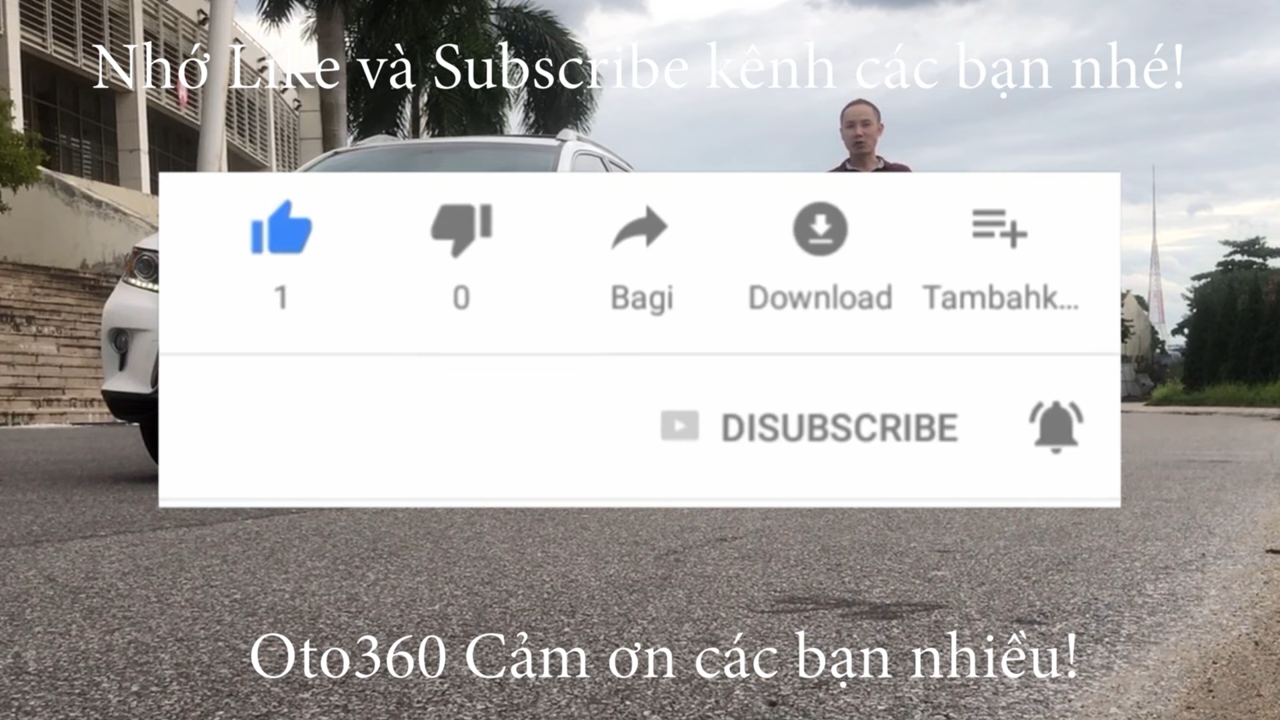 Nhớ Like và Subscribe kênh các bạn nhé!
1 0 Bagi Download Tambahk...
DISUBSCRIBE
Oto360 Cảm ơn các bạn nhiều!